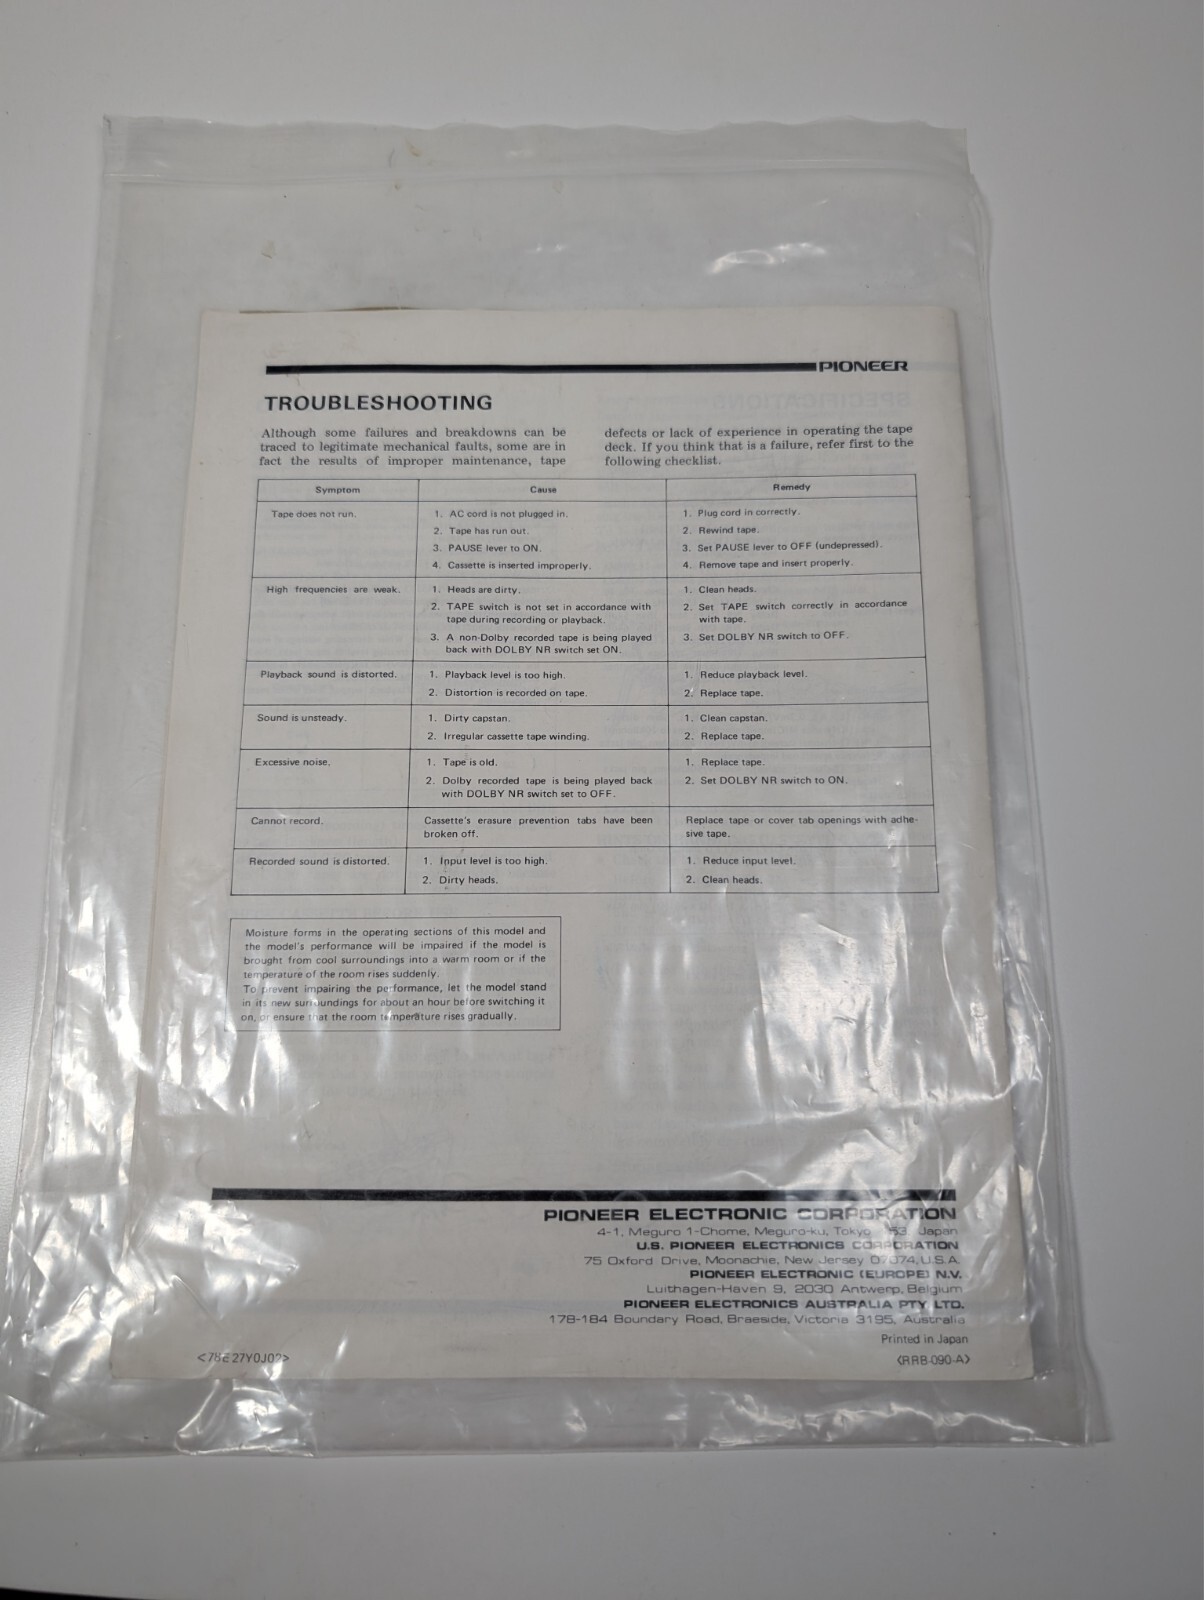 PIONEER
TROUBLESHOOTING
Although some failures and breakdowns can be
traced to legitimate mechanical faults, some are in
fact the results of improper maintenance, tape
defects or lack of experience in operating the tape
deck. If you think that is a failure, refer first to the
following checklist.
Symptom Cause Remedy
Tape does not run.
1. AC cord is not plugged in.
2. Tape has run out.
3. PAUSE lever to ON.
4. Cassette is inserted improperly.
1. Plug cord in correctly.
2. Rewind tape.
3. Set PAUSE lever to OFF (undepressed).
4. Remove tape and insert properly.
High frequencies are weak.
1. Heads are dirty.
2. TAPE switch is not set in accordance with
tape during recording or playback.
3. A non-Dolby recorded tape is being played
back with DOLBY NR switch set ON.
1. Clean heads.
2. Set TAPE switch correctly in accordance
with tape.
3. Set DOLBY NR switch to OFF.
Playback sound is distorted.
1. Playback level is too high.
2. Distortion is recorded on tape.
1. Reduce playback level.
2. Replace tape.
Sound is unsteady.
1. Dirty capstan.
2. Irregular cassette tape winding.
1. Clean capstan.
2. Replace tape.
Excessive noise.
1. Tape is old.
2. Dolby recorded tape is being played back
with DOLBY NR switch set to OFF.
1. Replace tape.
2. Set DOLBY NR switch to ON.
Cannot record.
Cassette's erasure prevention tabs have been
broken off.
Replace tape or cover tab openings with adhe-
sive tape.
Recorded sound is distorted.
1. Input level is too high.
2. Dirty heads.
1. Reduce input level.
2. Clean heads.
Moisture forms in the operating sections of this model and
the model's performance will be impaired if the model is
brought from cool surroundings into a warm room or if the
temperature of the room rises suddenly.
To prevent impairing the performance, let the model stand
in its new surroundings for about an hour before switching it
on, or ensure that the room temperature rises gradually.
PIONEER ELECTRONIC CORPORATION
4-1, Meguro 1-Chome, Meguro-ku, Tokyo 153, Japan
U.S. PIONEER ELECTRONICS CORPORATION
75 Oxford Drive, Moonachie, New Jersey 07074, U.S.A.
PIONEER ELECTRONIC (EUROPE) N.V.
Luithagen-Haven 9, 2030 Antwerp, Belgium
PIONEER ELECTRONICS AUSTRALIA PTY. LTD.
178-184 Boundary Road, Braeside, Victoria 3195, Australia
Printed in Japan
<RRB-090-A>